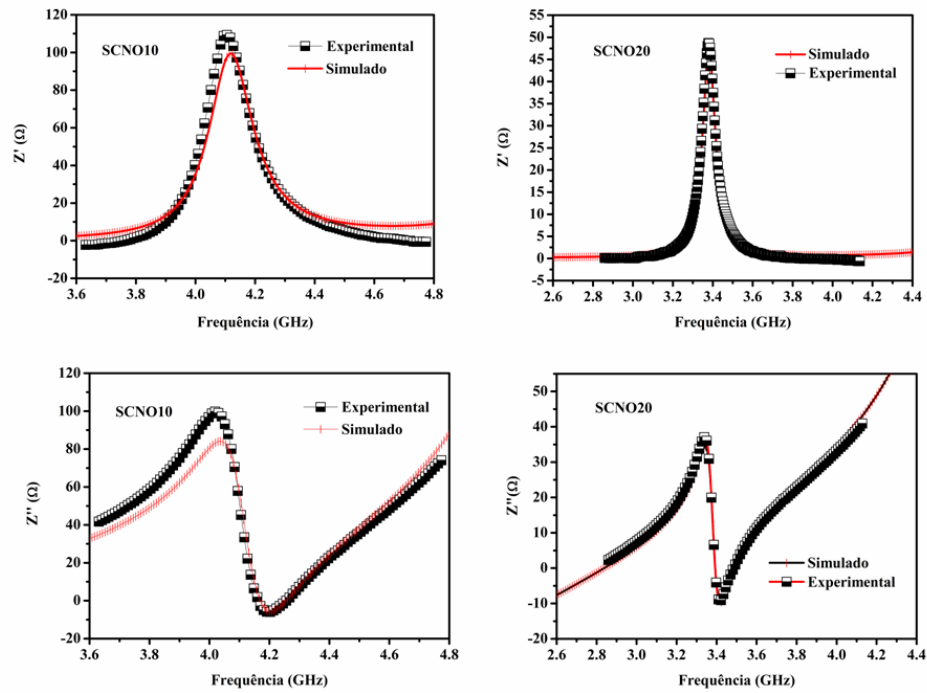 SCNO10
Experimental
Simulado
Z' (Ω)
120
100
80
60
40
20
0
-20
3.6 3.8 4.0 4.2 4.4 4.6 4.8
Frequência (GHz)
SCNO20
Simulado
Experimental
Z' (Ω)
55
50
45
40
35
30
25
20
15
10
5
0
-5
2.6 2.8 3.0 3.2 3.4 3.6 3.8 4.0 4.2 4.4
Frequência (GHz)
SCNO10
Experimental
Simulado
Z'' (Ω)
120
100
80
60
40
20
0
-20
3.6 3.8 4.0 4.2 4.4 4.6 4.8
Frequência (GHz)
SCNO20
Simulado
Experimental
Z''(Ω)
50
40
30
20
10
0
-10
-20
2.6 2.8 3.0 3.2 3.4 3.6 3.8 4.0 4.2 4.4
Frequência (GHz)